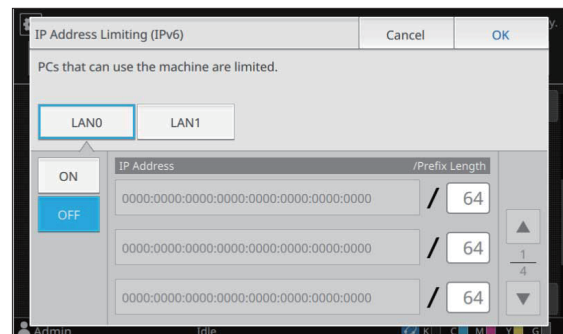 IP Address Limiting (IPv6) Cancel OK
PCs that can use the machine are limited.
LAN0 LAN1
ON
OFF
IP Address /Prefix Length
0000:0000:0000:0000:0000:0000:0000:0000 / 64
0000:0000:0000:0000:0000:0000:0000:0000 / 64
0000:0000:0000:0000:0000:0000:0000:0000 / 64
1
4
Admin Idle K C M Y G